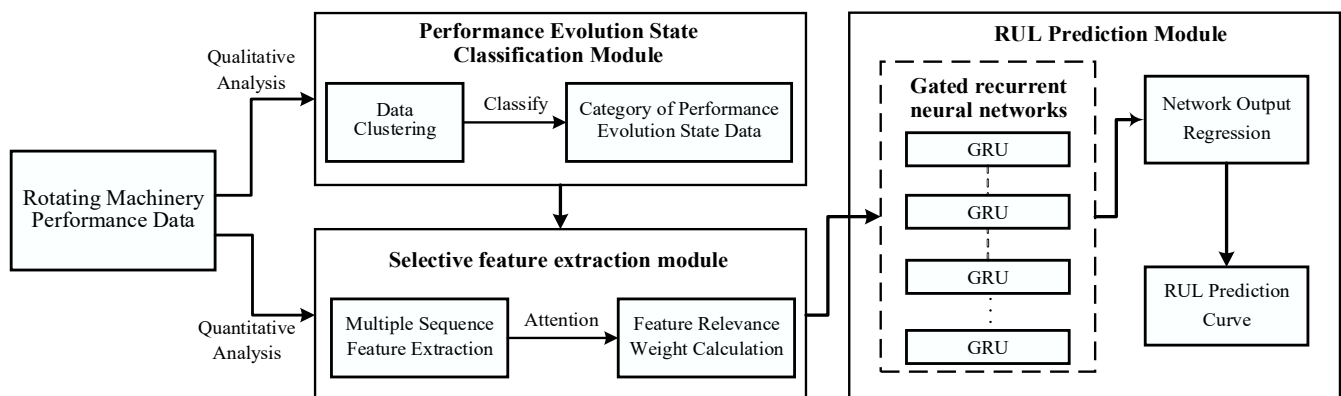 Rotating Machinery
Performance Data
Qualitative
Analysis
Quantitative
Analysis
Performance Evolution State
Classification Module
Data
Clustering
Classify
Category of Performance
Evolution State Data
Selective feature extraction module
Multiple Sequence
Feature Extraction
Attention
Feature Relevance
Weight Calculation
RUL Prediction Module
Gated recurrent
neural networks
GRU
GRU
GRU
GRU
Network Output
Regression
RUL Prediction
Curve